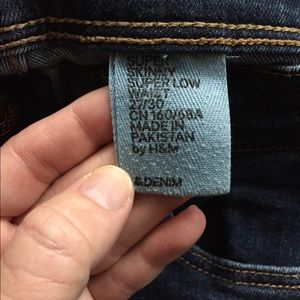 SUPER
SKINNY
SUPER LOW
WAIST
27/30
CN 160/68A
MADE IN
PAKISTAN
by H&M
&DENIM